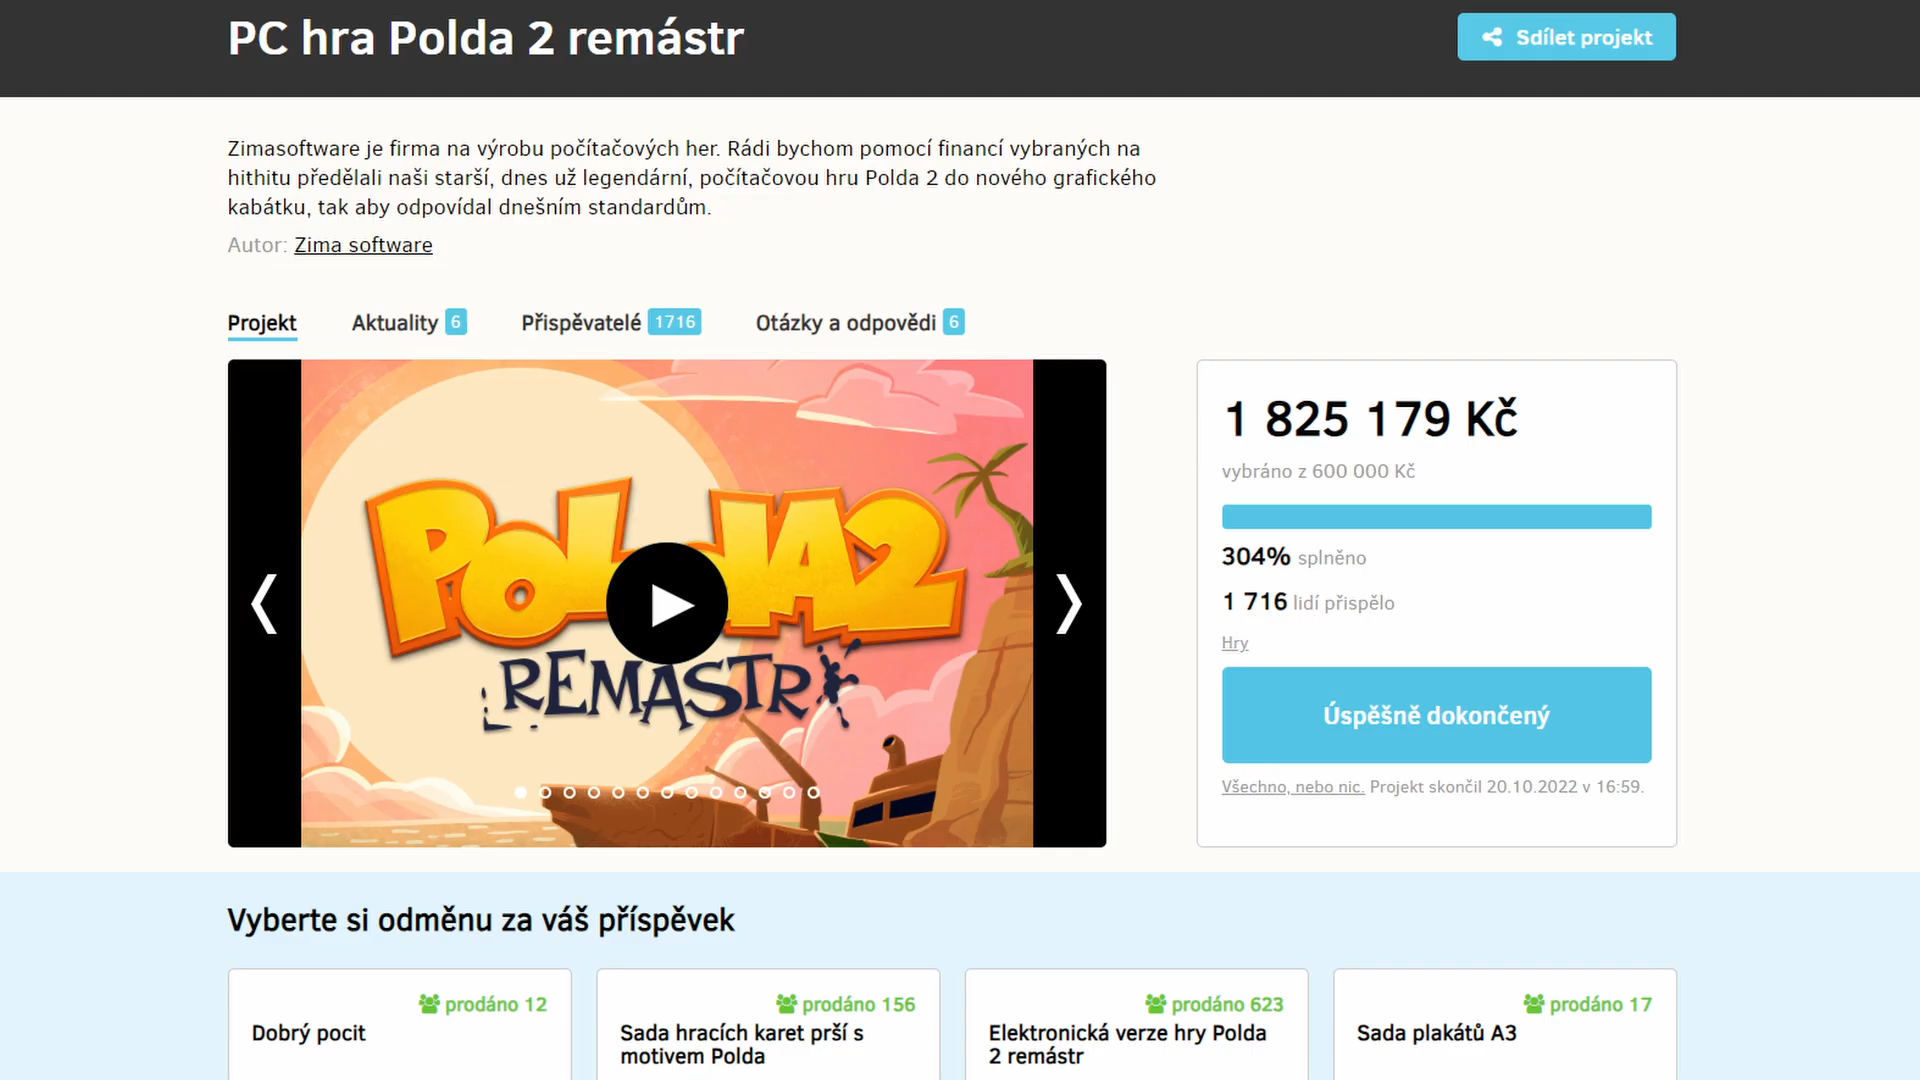 PC hra Polda 2 remástr
Sdílet projekt
Zimasoftware je firma na výrobu počítačových her. Rádi bychom pomocí financí vybraných na
hithitu předělali naši starší, dnes už legendární, počítačovou hru Polda 2 do nového grafického
kabátku, tak aby odpovídal dnešním standardům.
Autor: Zima software
Projekt Aktuality 6 Přispěvatelé 1716 Otázky a odpovědi 6
POLDA 2
REMASTR
1 825 179 Kč
vybráno z 600 000 Kč
304% splněno
1 716 lidí přispělo
Hry
Úspěšně dokončený
Všechno, nebo nic. Projekt skončil 20.10.2022 v 16:59.
Vyberte si odměnu za váš příspěvek
prodáno 12
Dobrý pocit
prodáno 156
Sada hracích karet prší s
motivem Polda
prodáno 623
Elektronická verze hry Polda
2 remástr
prodáno 17
Sada plakátů A3